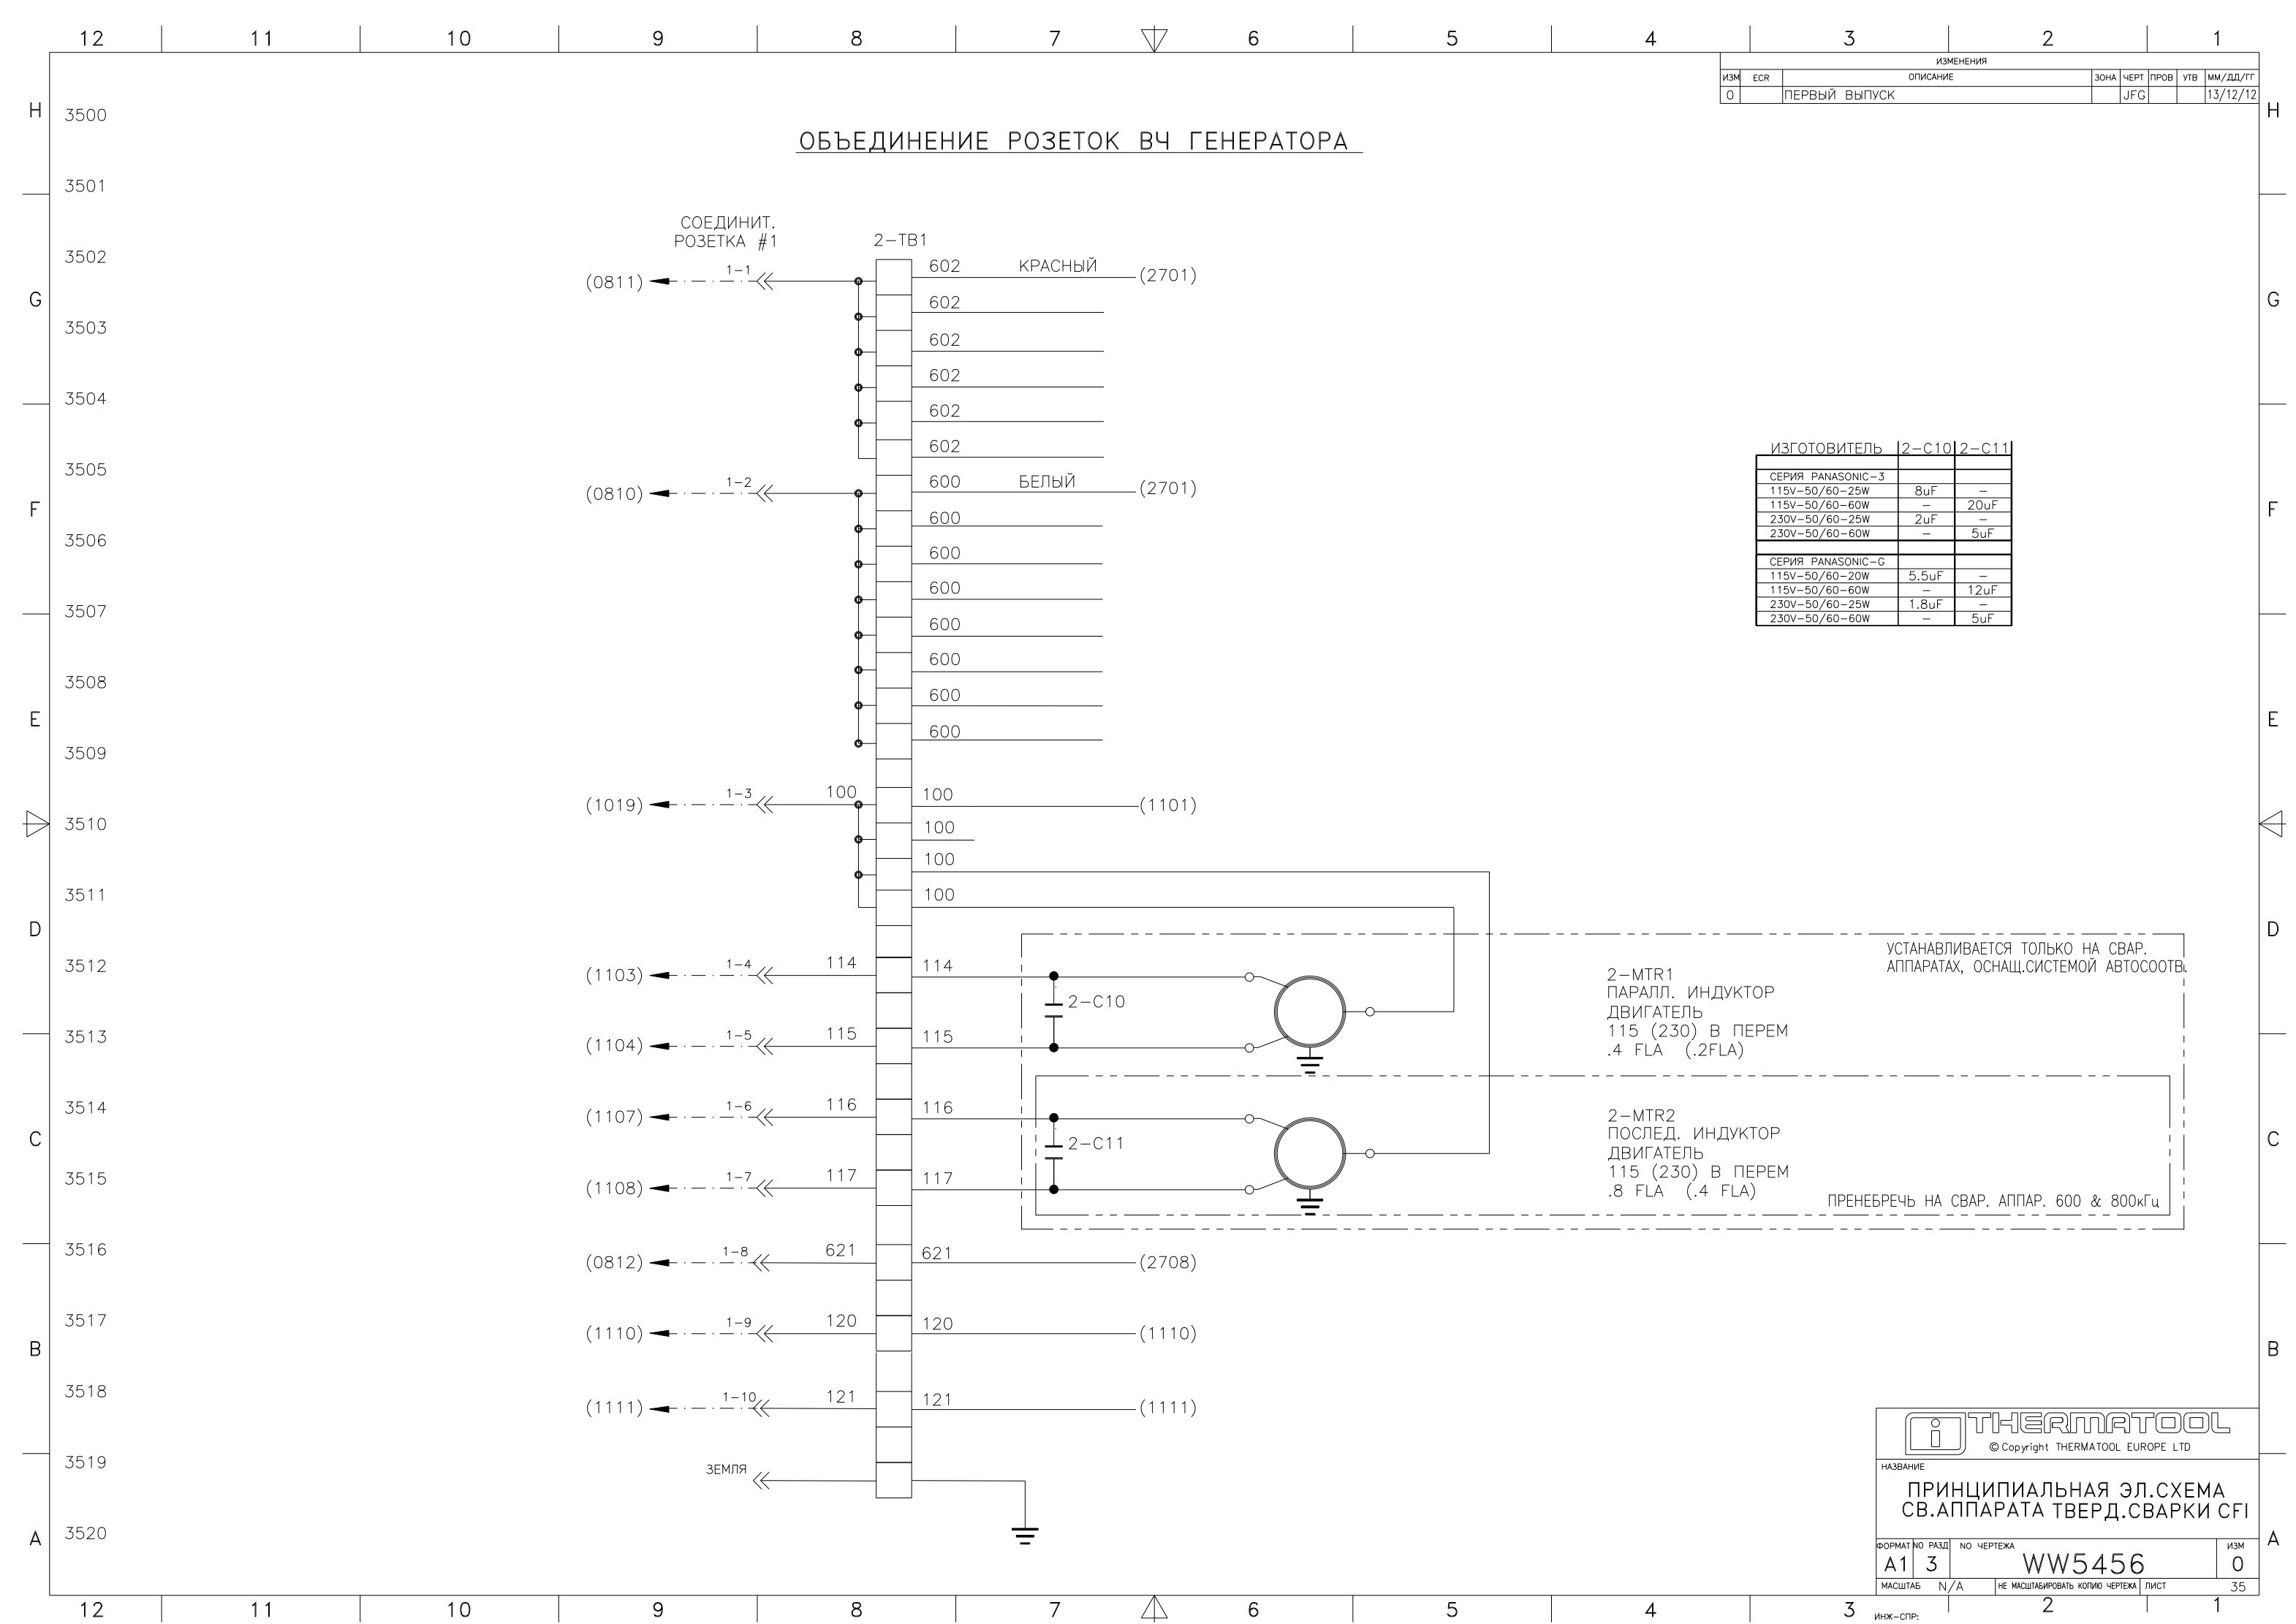 12 11 10 9 8 7 6 5 4 3 2 1
ИЗМЕНЕНИЯ
ИЗМ ECR ОПИСАНИЕ ЗОНА ЧЕРТ ПРОВ УТВ ММ/ДД/ГГ
0 ПЕРВЫЙ ВЫПУСК JFG 13/12/12
H 3500 H
ОБЪЕДИНЕНИЕ РОЗЕТОК ВЧ ГЕНЕРАТОРА
3501
СОЕДИНИТ.
РОЗЕТКА #1 2-TB1
3502
(0811) 1-1 602 КРАСНЫЙ (2701)
G 602 G
3503
602
602
3504
602
602
ИЗГОТОВИТЕЛЬ 2-C10 2-C11
СЕРИЯ PANASONIC-3
115V-50/60-25W 8uF -
115V-50/60-60W - 20uF
230V-50/60-25W 2uF -
230V-50/60-60W - 5uF
СЕРИЯ PANASONIC-G
115V-50/60-20W 5.5uF -
115V-50/60-60W - 12uF
230V-50/60-25W 1.8uF -
230V-50/60-60W - 5uF
3505
(0810) 1-2 600 БЕЛЫЙ (2701)
F 600 F
3506
600
600
3507
600
600
3508
600
E E
600
3509
(1019) 1-3 100 100 (1101)
3510 100
100
3511 100
D D
УСТАНАВЛИВАЕТСЯ ТОЛЬКО НА СВАР.
АППАРАТАХ, ОСНАЩ.СИСТЕМОЙ АВТОСООТВ.
3512
(1103) 1-4 114 114
2-C10
2-MTR1
ПАРАЛЛ. ИНДУКТОР
ДВИГАТЕЛЬ
115 (230) В ПЕРЕМ
.4 FLA (.2FLA)
3513
(1104) 1-5 115 115
3514
(1107) 1-6 116 116
C 2-C11 C
2-MTR2
ПОСЛЕД. ИНДУКТОР
ДВИГАТЕЛЬ
115 (230) В ПЕРЕМ
.8 FLA (.4 FLA)
ПРЕНЕБРЕЧЬ НА СВАР. АППАР. 600 & 800кГц
3515
(1108) 1-7 117 117
3516
(0812) 1-8 621 621 (2708)
3517
(1110) 1-9 120 120 (1110)
B B
3518
(1111) 1-10 121 121 (1111)
3519
ЗЕМЛЯ
A 3520 A
THERMATOOL
© Copyright THERMATOOL EUROPE LTD
НАЗВАНИЕ
ПРИНЦИПИАЛЬНАЯ ЭЛ.СХЕМА
СВ.АППАРАТА ТВЕРД.СВАРКИ CFI
ФОРМАТ NO РАЗД NO ЧЕРТЕЖА ИЗМ
A1 3 WW5456 0
МАСШТАБ N/A НЕ МАСШТАБИРОВАТЬ КОПИЮ ЧЕРТЕЖА ЛИСТ 35
12 11 10 9 8 7 6 5 4 3 2 1
ИНЖ-СПР: